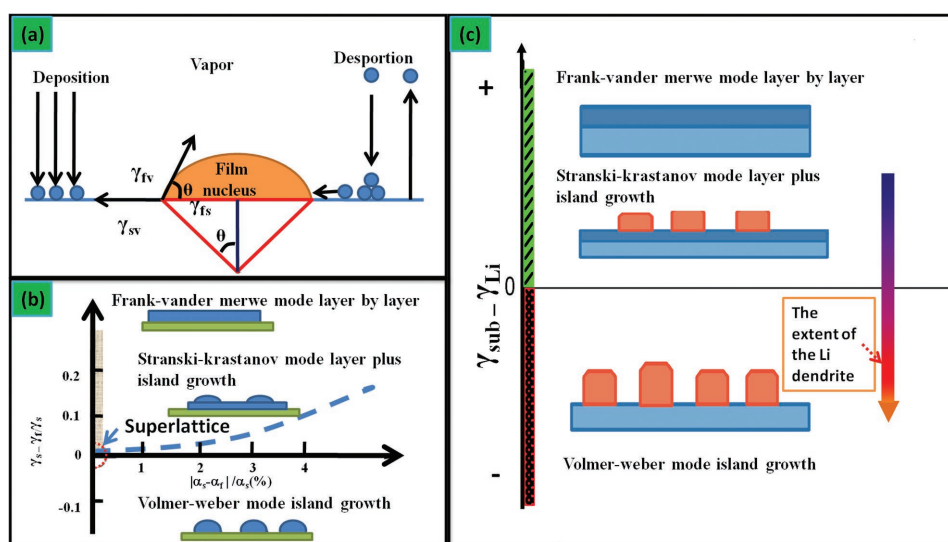 (a)
Deposition
Vapor
Desportion
γfv
θ
Film
nucleus
γfs
γsv
θ
(b)
Frank-vander merwe mode layer by layer
Stranski-krastanov mode layer plus
island growth
Superlattice
γs – γf/γs
0.2
0.1
0
-0.1
1
2
3
4
|αs-αf| /αs(%)
Volmer-weber mode island growth
(c)
+
Frank-vander merwe mode layer by layer
Stranski-krastanov mode layer plus
island growth
0
γsub – γLi
The
extent of
the Li
dendrite
-
Volmer-weber mode island growth